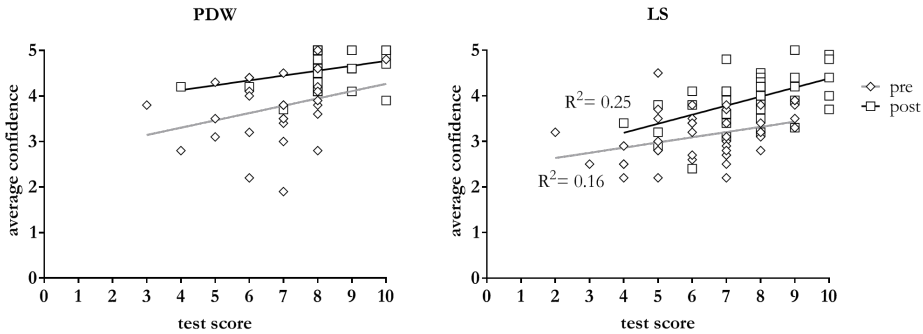 PDW
5
4
3
2
1
0
average confidence
0 1 2 3 4 5 6 7 8 9 10
test score
LS
5
4
3
2
1
0
average confidence
R2= 0.25
R2= 0.16
0 1 2 3 4 5 6 7 8 9 10
test score
pre
post